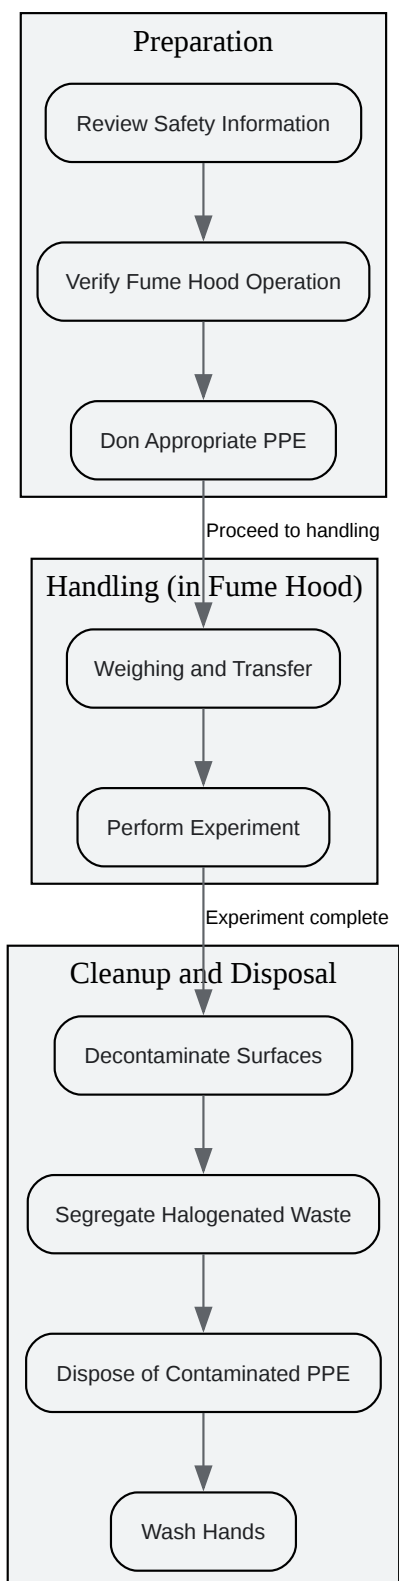 Preparation
Review Safety Information
Verify Fume Hood Operation
Don Appropriate PPE
Proceed to handling
Handling (in Fume Hood)
Weighing and Transfer
Perform Experiment
Experiment complete
Cleanup and Disposal
Decontaminate Surfaces
Segregate Halogenated Waste
Dispose of Contaminated PPE
Wash Hands